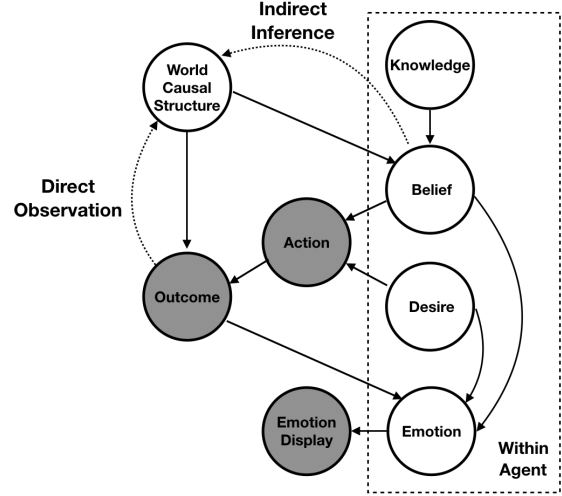 Indirect
Inference
World
Causal
Structure
Knowledge
Direct
Observation
Belief
Action
Outcome
Desire
Emotion
Display
Emotion
Within
Agent